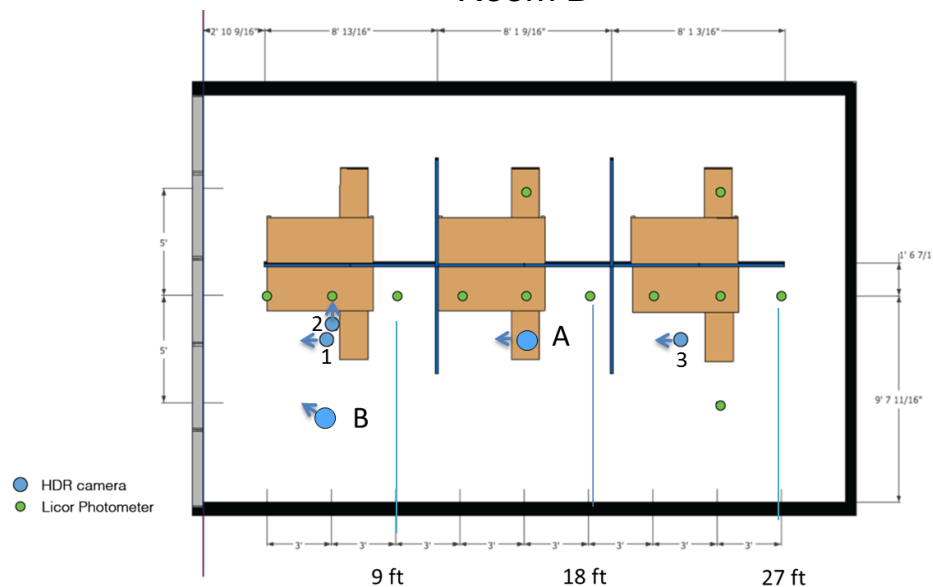 2' 10 9/16"
8' 13/16"
8' 1 9/16"
8' 1 3/16"
5'
1' 6 7/1
2
1
A
3
5'
B
9' 7 11/16"
HDR camera
Licor Photometer
3'
3'
3'
3'
3'
3'
3'
3'
9 ft
18 ft
27 ft